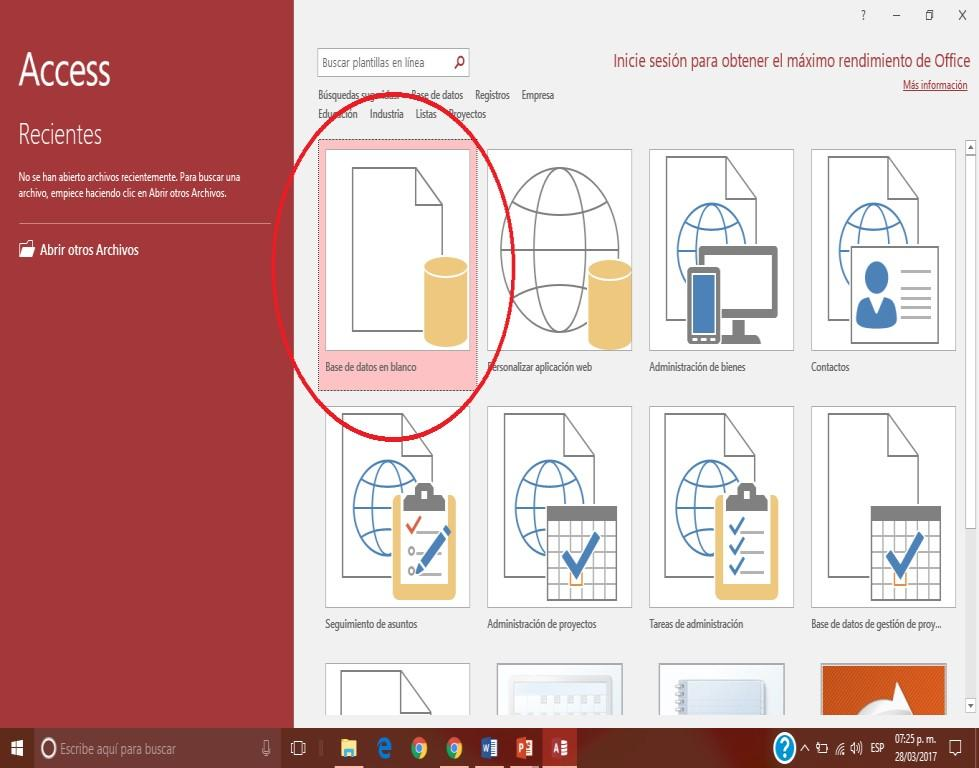 Access
Recientes
No se han abierto archivos recientemente. Para buscar una
archivo, empiece haciendo clic en Abrir otros Archivos.
Abrir otros Archivos
?
Buscar plantillas en línea
Inicie sesión para obtener el máximo rendimiento de Office
Más información
Búsquedas sugeridas: Base de datos Registros Empresa
Educación Industria Listas Proyectos
Base de datos en blanco
Personalizar aplicación web
Administración de bienes
Contactos
Seguimiento de asuntos
Administración de proyectos
Tareas de administración
Base de datos de gestión de proy...
Escribe aquí para buscar
ESP
07:25 p. m.
28/03/2017